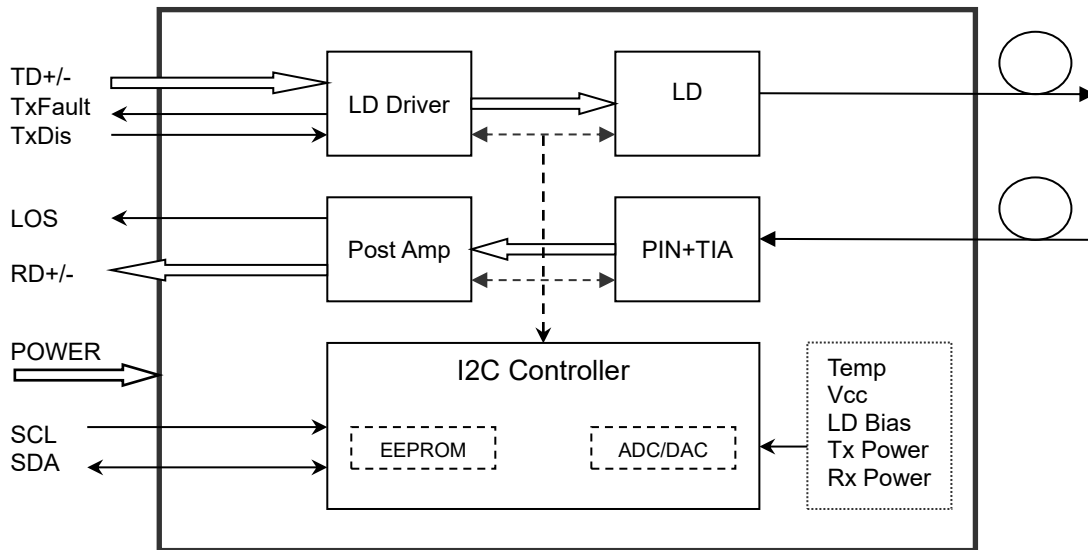 TD+/-
TxFault
TxDis
LD Driver
LD
LOS
RD+/-
Post Amp
PIN+TIA
POWER
I2C Controller
SCL
SDA
EEPROM
ADC/DAC
Temp
Vcc
LD Bias
Tx Power
Rx Power